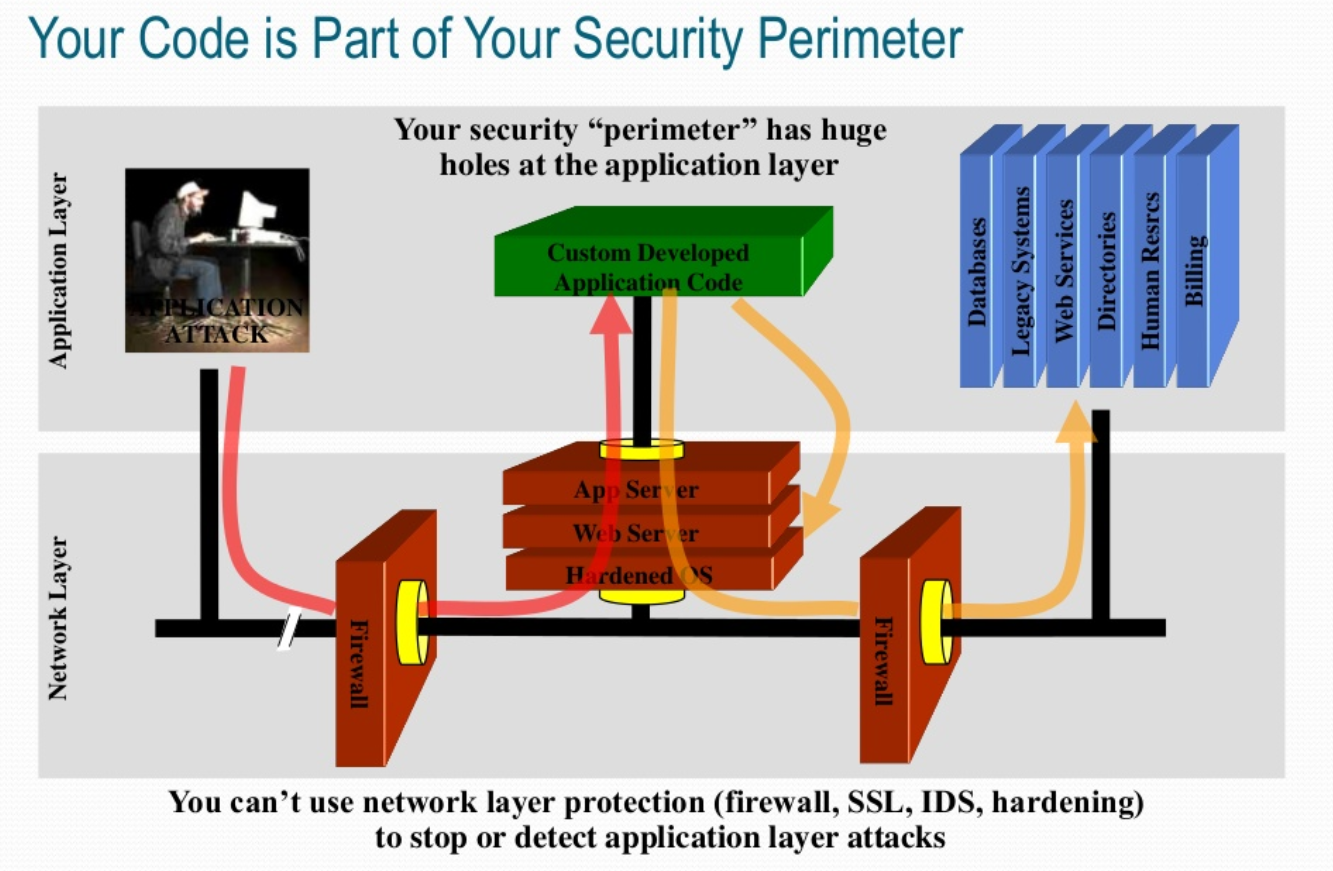 Your Code is Part of Your Security Perimeter
Application Layer
Your security “perimeter” has huge
holes at the application layer
APPLICATION
ATTACK
Custom Developed
Application Code
Databases
Legacy Systems
Web Services
Directories
Human Resrcs
Billing
Network Layer
App Server
Web Server
Hardened OS
Firewall
Firewall
You can’t use network layer protection (firewall, SSL, IDS, hardening)
to stop or detect application layer attacks